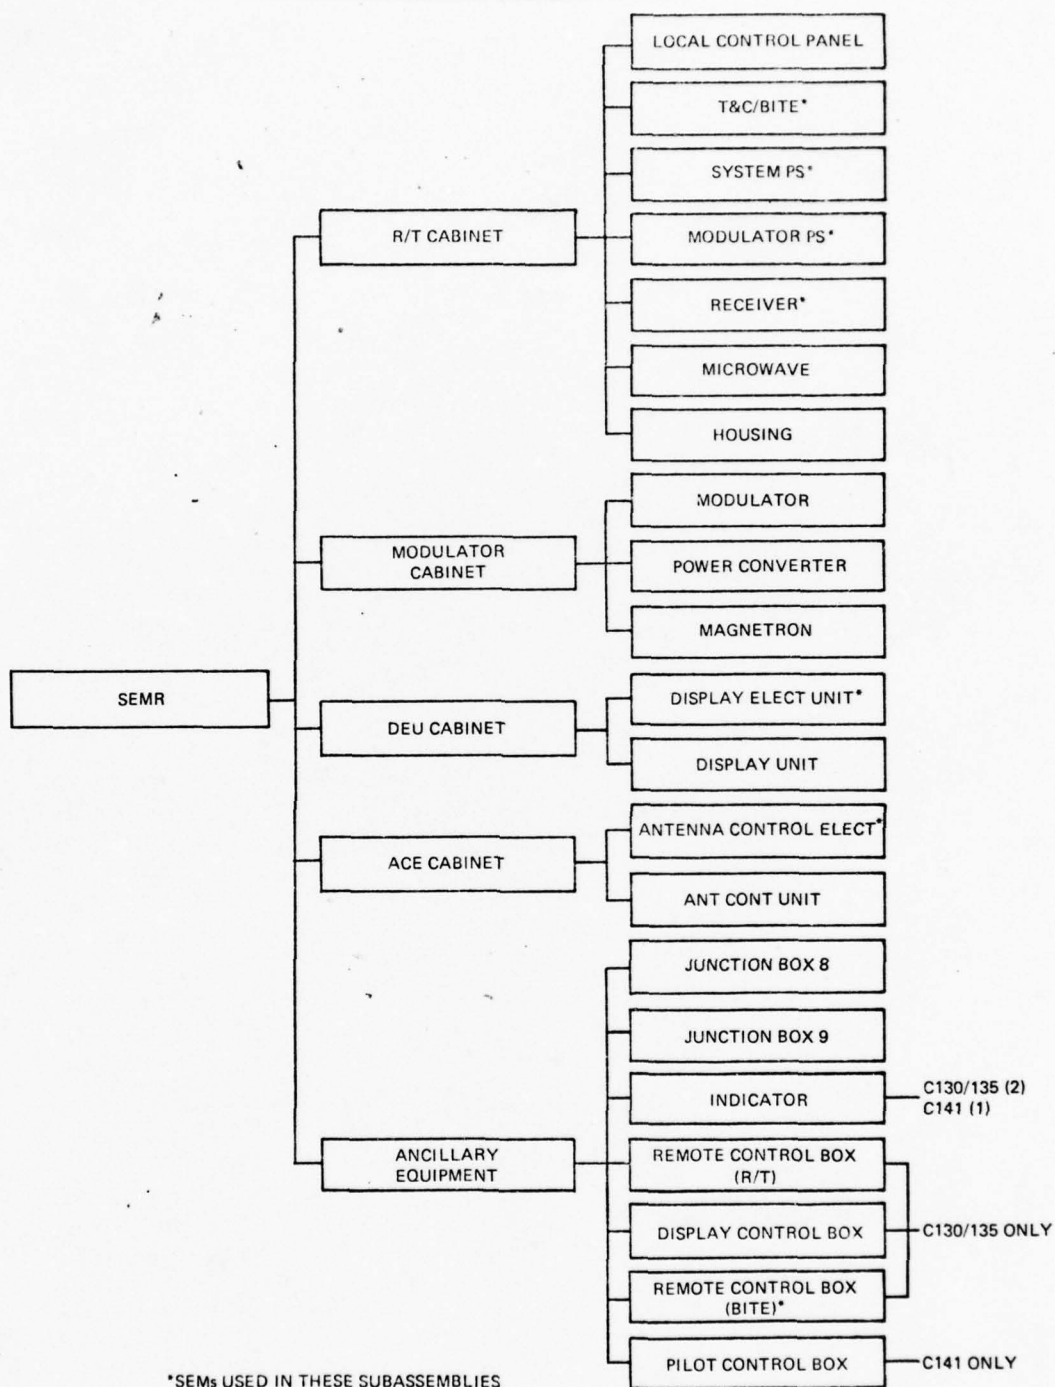 LOCAL CONTROL PANEL
T&C/BITE*
SYSTEM PS*
R/T CABINET
MODULATOR PS*
RECEIVER*
MICROWAVE
HOUSING
MODULATOR
MODULATOR
CABINET
POWER CONVERTER
MAGNETRON
SEMR
DISPLAY ELECT UNIT*
DEU CABINET
DISPLAY UNIT
ANTENNA CONTROL ELECT*
ACE CABINET
ANT CONT UNIT
JUNCTION BOX 8
JUNCTION BOX 9
INDICATOR
C130/135 (2)
C141 (1)
ANCILLARY
EQUIPMENT
REMOTE CONTROL BOX
(R/T)
DISPLAY CONTROL BOX
C130/135 ONLY
REMOTE CONTROL BOX
(BITE)*
PILOT CONTROL BOX
C141 ONLY
*SEMs USED IN THESE SUBASSEMBLIES